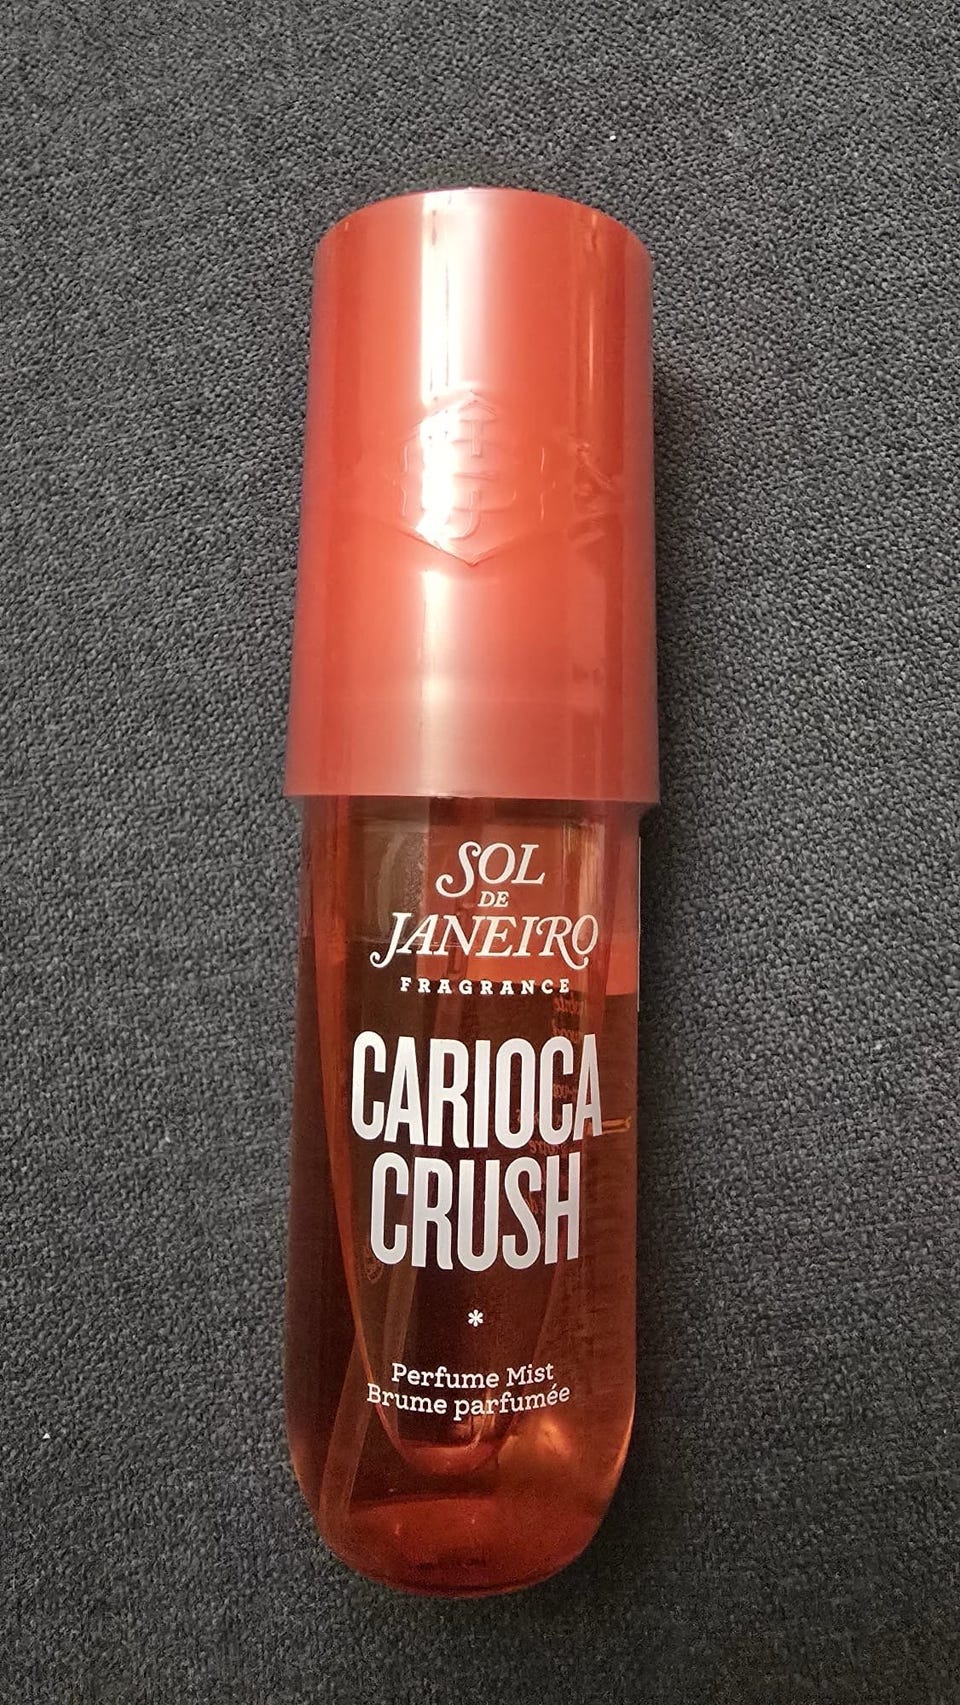 SOL
DE
JANEIRO
FRAGRANCE
CARIOCA
CRUSH
*
Perfume Mist
Brume parfumée